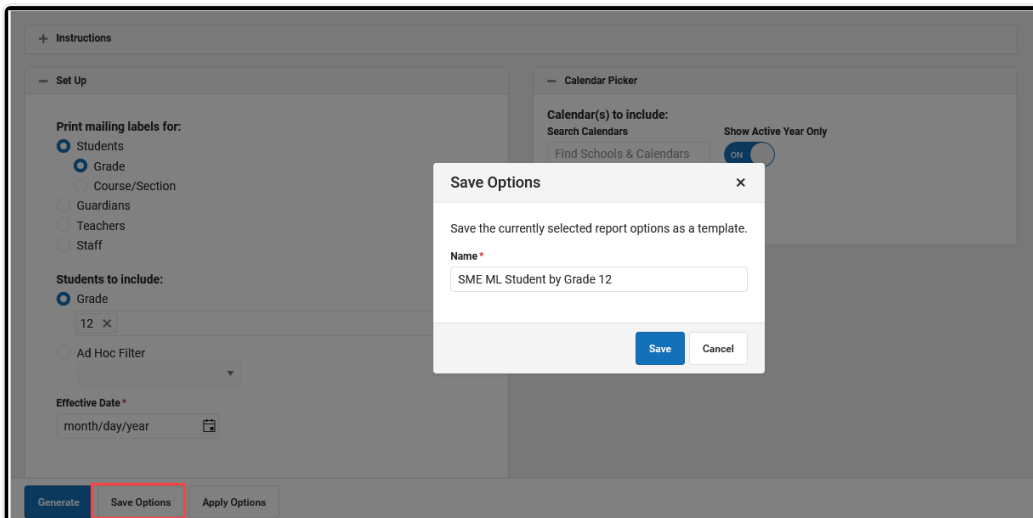 Instructions
Set Up
Print mailing labels for:
Students
Grade
Course/Section
Guardians
Teachers
Staff
Students to include:
Grade
12 ×
Ad Hoc Filter
Effective Date *
month/day/year
Calendar Picker
Calendar(s) to include:
Search Calendars Show Active Year Only
Find Schools & Calendars ON
Save Options
Save the currently selected report options as a template.
Name *
SME ML Student by Grade 12
Save Cancel
Generate Save Options Apply Options